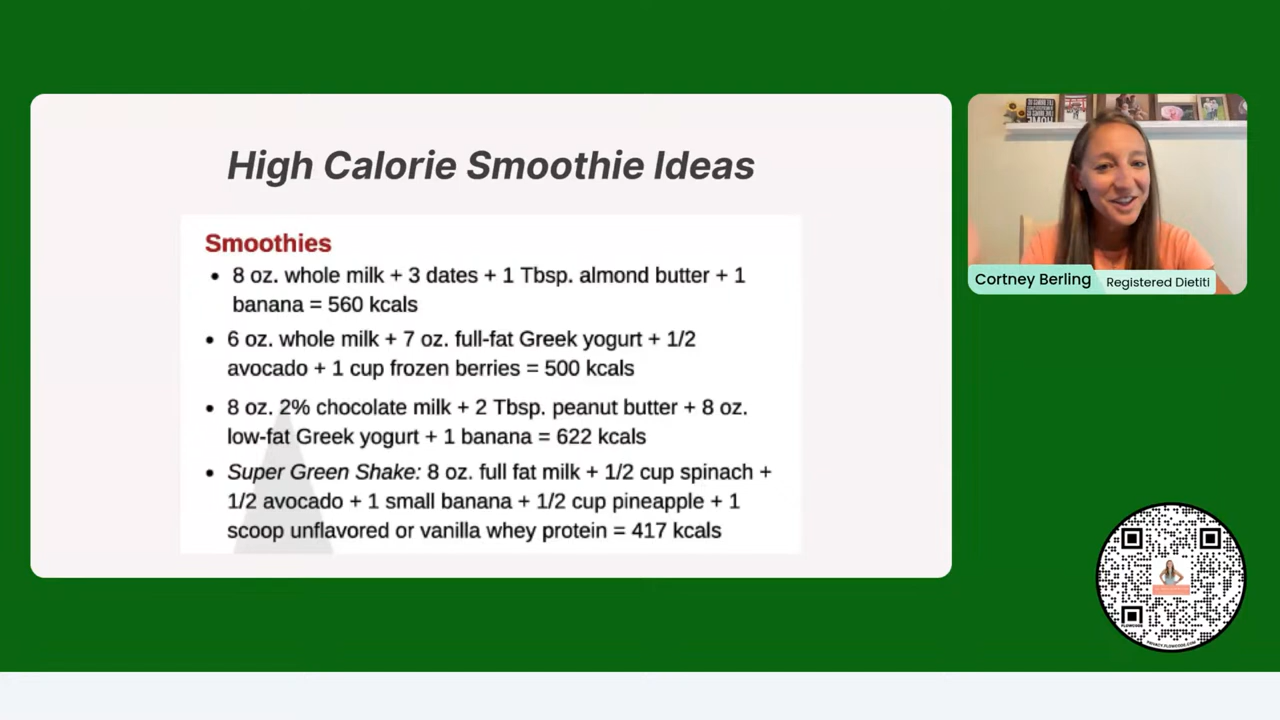 High Calorie Smoothie Ideas
Smoothies
• 8 oz. whole milk + 3 dates + 1 Tbsp. almond butter + 1
banana = 560 kcals
• 6 oz. whole milk + 7 oz. full-fat Greek yogurt + 1/2
avocado + 1 cup frozen berries = 500 kcals
• 8 oz. 2% chocolate milk + 2 Tbsp. peanut butter + 8 oz.
low-fat Greek yogurt + 1 banana = 622 kcals
• Super Green Shake: 8 oz. full fat milk + 1/2 cup spinach +
1/2 avocado + 1 small banana + 1/2 cup pineapple + 1
scoop unflavored or vanilla whey protein = 417 kcals
Cortney Berling
Registered Dietiti
FLOWCODE
PRIVACY.FLOWCODE.COM